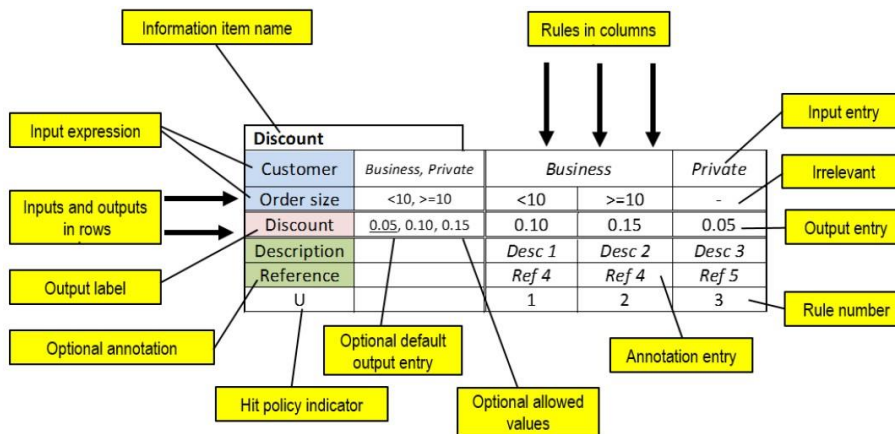 Information item name
Rules in columns
Input expression
Input entry
Discount
Customer Business, Private Business Private
Irrelevant
Order size <10, >=10 <10 >=10 -
Inputs and outputs
in rows
Discount 0.05, 0.10, 0.15 0.10 0.15 0.05
Output entry
Description Desc 1 Desc 2 Desc 3
Reference Ref 4 Ref 4 Ref 5
Output label
U 1 2 3
Rule number
Optional annotation
Optional default
output entry
Annotation entry
Hit policy indicator
Optional allowed
values